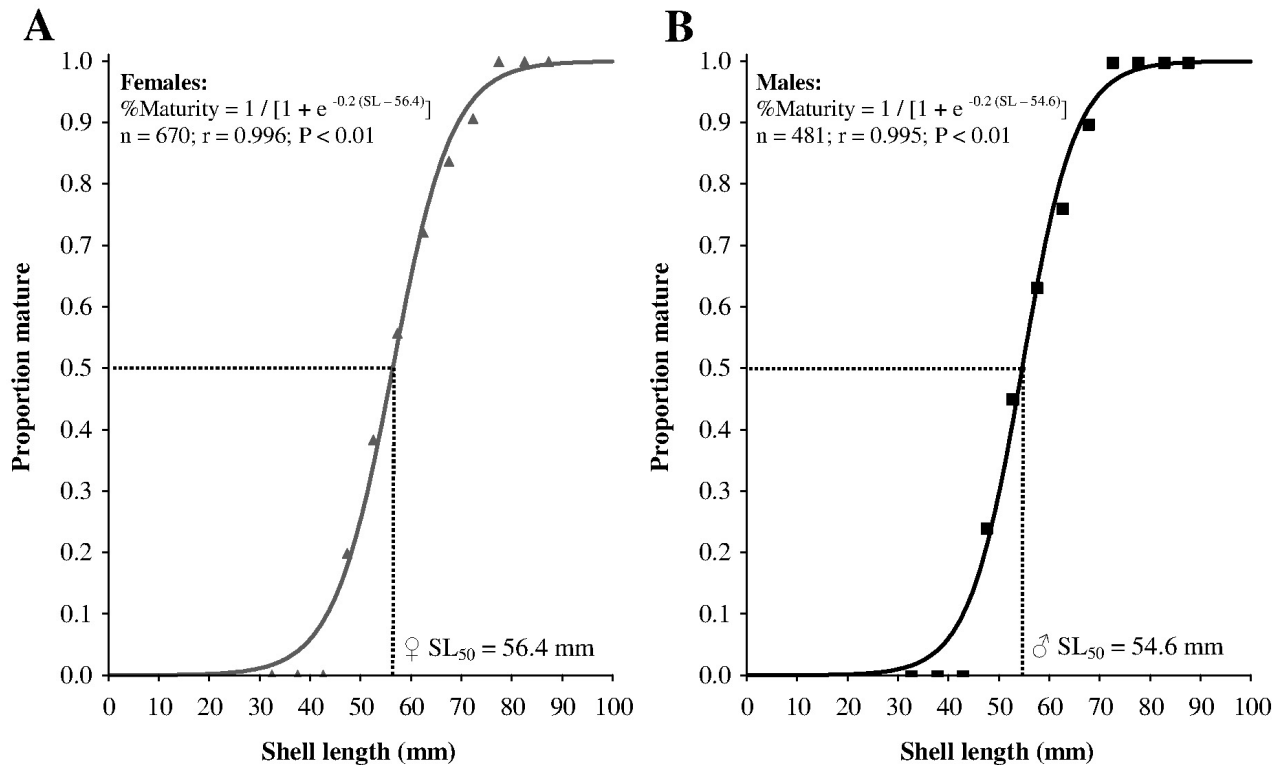 A
Females:
%Maturity = 1 / [1 + e -0.2 (SL – 56.4)]
n = 670; r = 0.996; P < 0.01
1.0
0.9
0.8
0.7
0.6
0.5
0.4
0.3
0.2
0.1
0.0
Proportion mature
♀ SL50 = 56.4 mm
0 10 20 30 40 50 60 70 80 90 100
Shell length (mm)
B
Males:
%Maturity = 1 / [1 + e -0.2 (SL – 54.6)]
n = 481; r = 0.995; P < 0.01
1.0
0.9
0.8
0.7
0.6
0.5
0.4
0.3
0.2
0.1
0.0
Proportion mature
♂ SL50 = 54.6 mm
0 10 20 30 40 50 60 70 80 90 100
Shell length (mm)